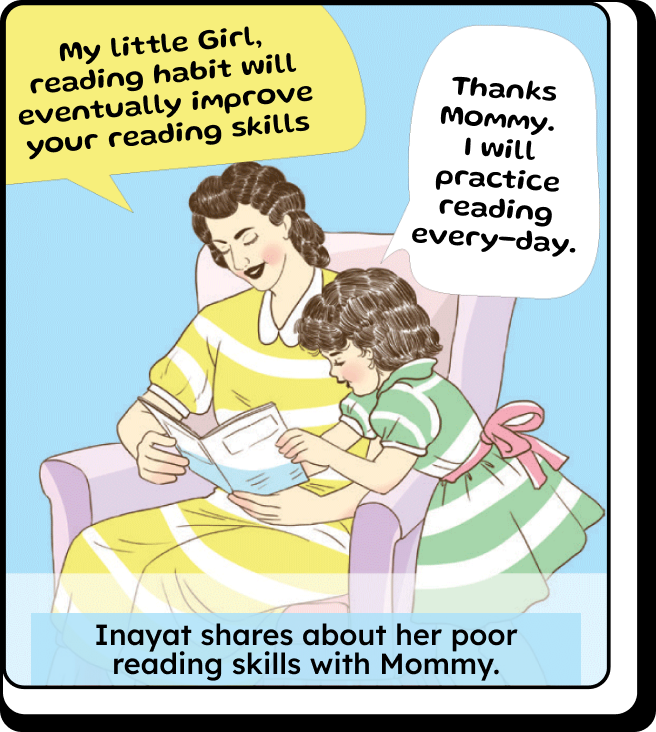 My little Girl,
reading habit will
eventually improve
your reading skills
Thanks
Mommy.
I will
practice
reading
every-day.
Inayat shares about her poor
reading skills with Mommy.